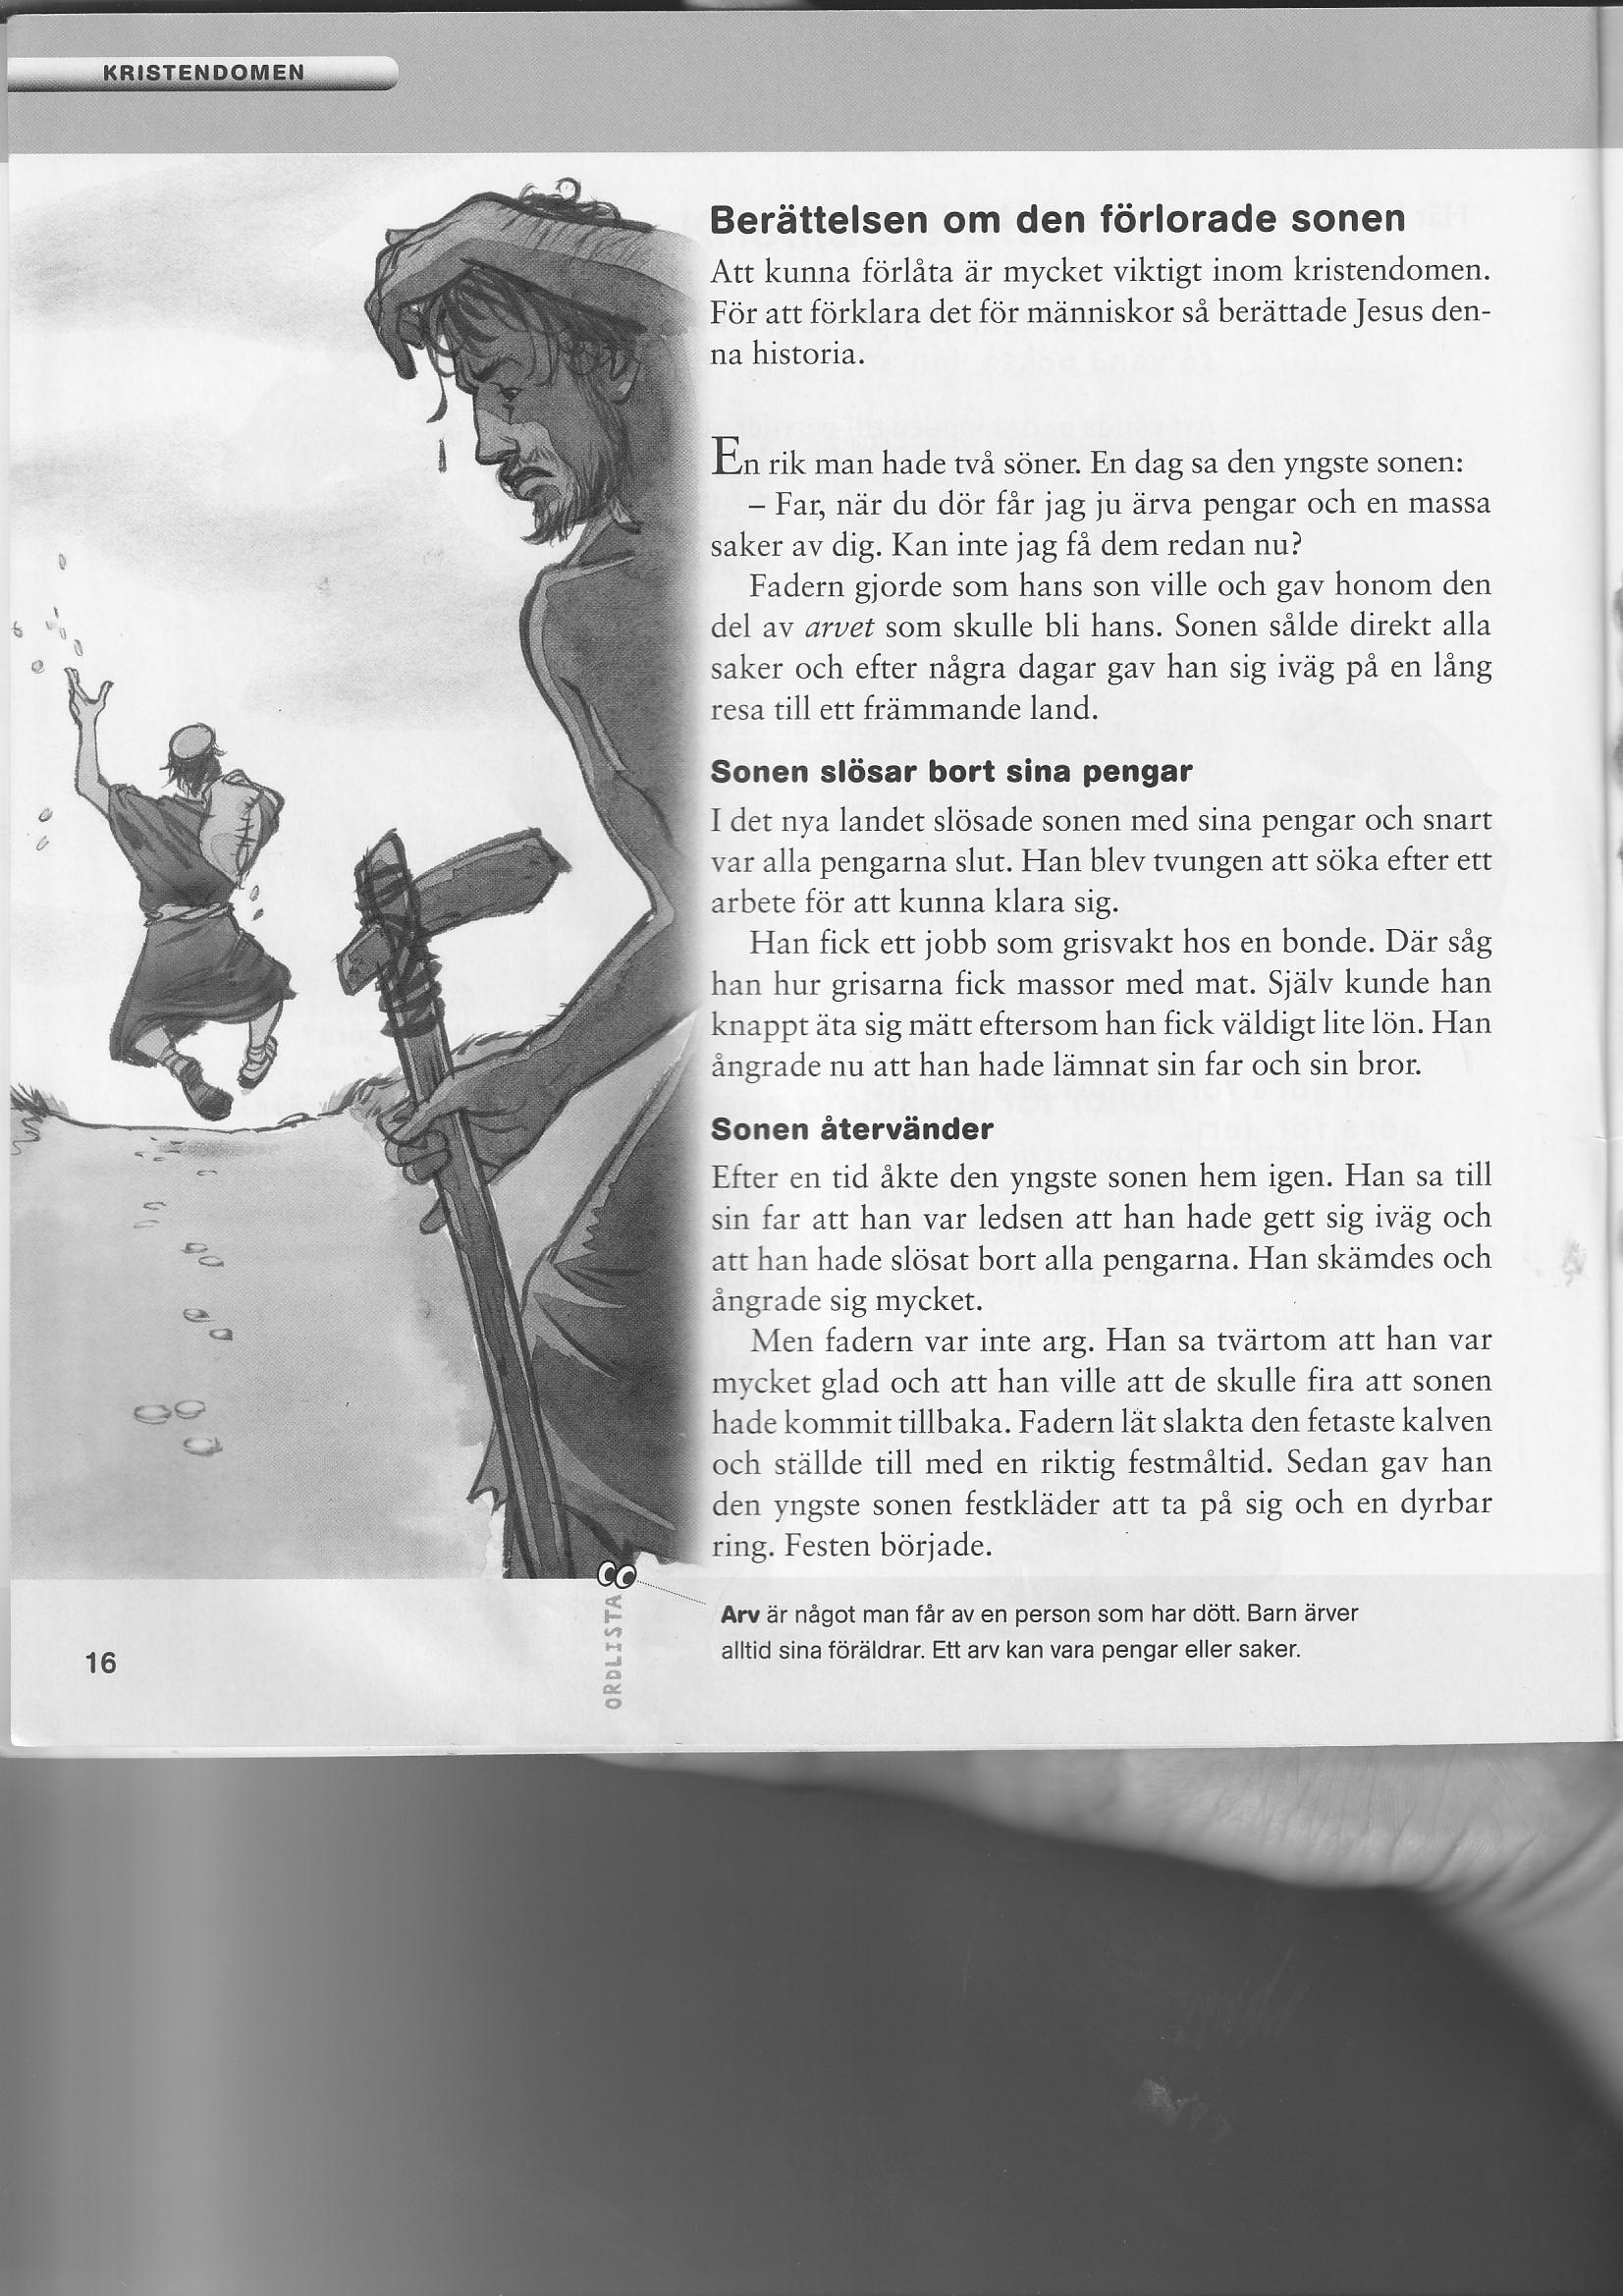 KRISTENDOMEN
Berättelsen om den förlorade sonen
Att kunna förlåta är mycket viktigt inom kristendomen.
För att förklara det för människor så berättade Jesus den-
na historia.
En rik man hade två söner. En dag sa den yngste sonen:
– Far, när du dör får jag ju ärva pengar och en massa
saker av dig. Kan inte jag få dem redan nu?
Fadern gjorde som hans son ville och gav honom den
del av arvet som skulle bli hans. Sonen sålde direkt alla
saker och efter några dagar gav han sig iväg på en lång
resa till ett främmande land.
Sonen slösar bort sina pengar
I det nya landet slösade sonen med sina pengar och snart
var alla pengarna slut. Han blev tvungen att söka efter ett
arbete för att kunna klara sig.
Han fick ett jobb som grisvakt hos en bonde. Där såg
han hur grisarna fick massor med mat. Själv kunde han
knappt äta sig mätt eftersom han fick väldigt lite lön. Han
ångrade nu att han hade lämnat sin far och sin bror.
Sonen återvänder
Efter en tid åkte den yngste sonen hem igen. Han sa till
sin far att han var ledsen att han hade gett sig iväg och
att han hade slösat bort alla pengarna. Han skämdes och
ångrade sig mycket.
Men fadern var inte arg. Han sa tvärtom att han var
mycket glad och att han ville att de skulle fira att sonen
hade kommit tillbaka. Fadern lät slakta den fetaste kalven
och ställde till med en riktig festmåltid. Sedan gav han
den yngste sonen festkläder att ta på sig och en dyrbar
ring. Festen började.
ORDLISTA
Arv är något man får av en person som har dött. Barn ärver
alltid sina föräldrar. Ett arv kan vara pengar eller saker.
16